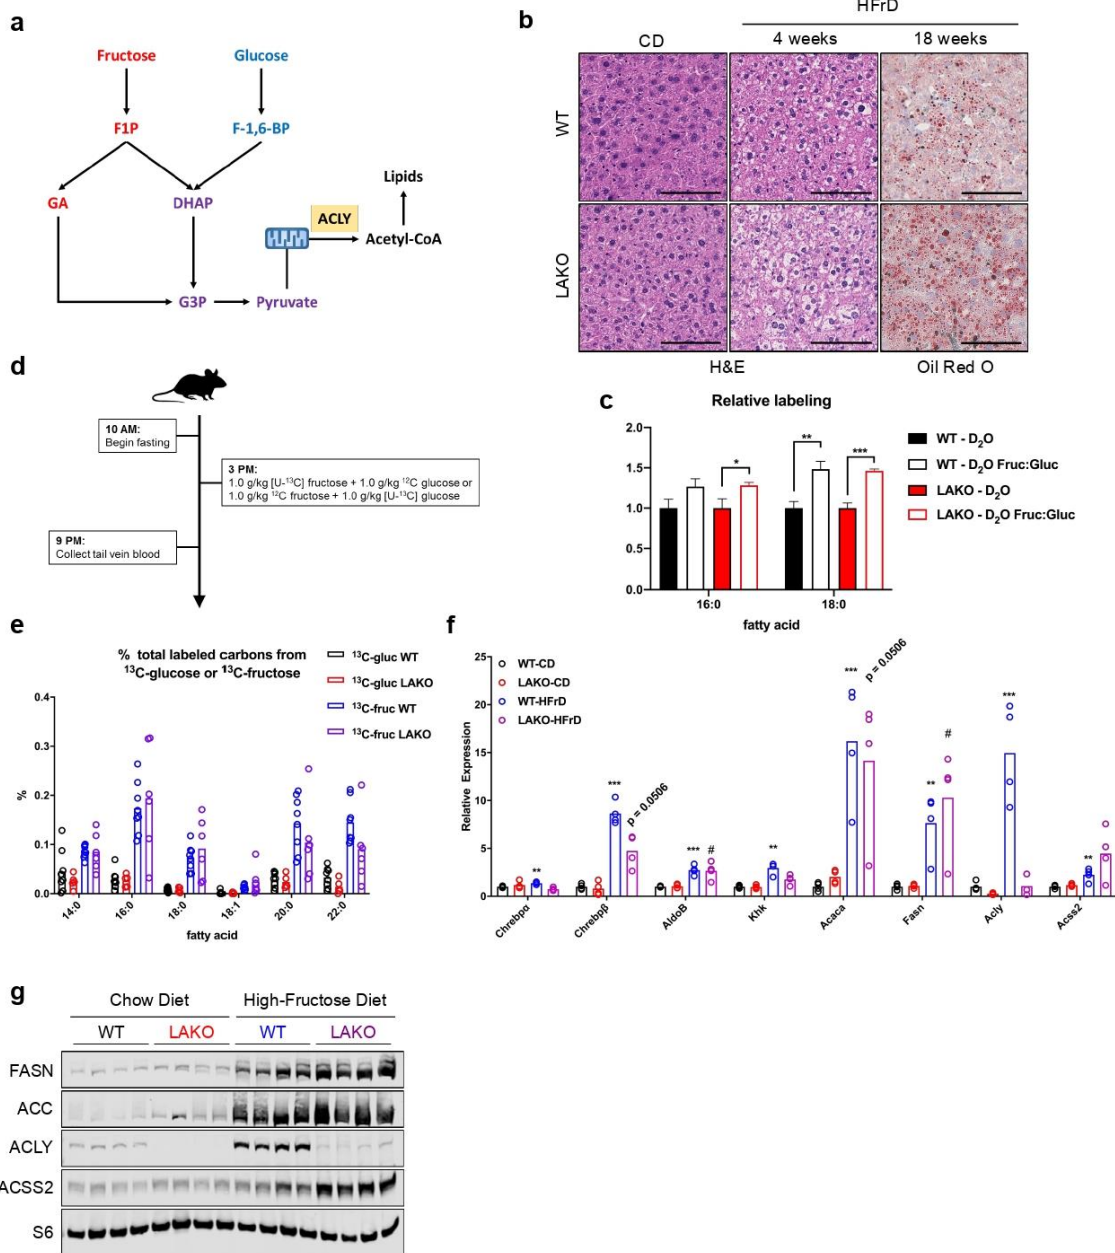 a
Fructose
Glucose
F1P
F-1,6-BP
GA
DHAP
Lipids
ACLY
Acetyl-CoA
G3P
Pyruvate
b
HFrD
CD
4 weeks
18 weeks
WT
LAKO
H&E
Oil Red O
d
10 AM:
Begin fasting
3 PM:
1.0 g/kg [U-¹³C] fructose + 1.0 g/kg ¹²C glucose or
1.0 g/kg ¹²C fructose + 1.0 g/kg [U-¹³C] glucose
9 PM:
Collect tail vein blood
c
Relative labeling
2.0
1.5
1.0
0.5
0.0
*
**
***
16:0
18:0
fatty acid
WT - D₂O
WT - D₂O Fruc:Gluc
LAKO - D₂O
LAKO - D₂O Fruc:Gluc
e
% total labeled carbons from
¹³C-glucose or ¹³C-fructose
¹³C-gluc WT
¹³C-gluc LAKO
¹³C-fruc WT
¹³C-fruc LAKO
%
0.4
0.3
0.2
0.1
0.0
14:0
16:0
18:0
18:1
20:0
22:0
fatty acid
f
WT-CD
LAKO-CD
WT-HFrD
LAKO-HFrD
Relative Expression
25
20
15
10
5
0
**
***
p = 0.0506
***
#
**
***
p = 0.0506
**
#
***
**
Chrebpα
Chrebpβ
AldoB
Khk
Acaca
Fasn
Acly
Acss2
g
Chow Diet
High-Fructose Diet
WT
LAKO
WT
LAKO
FASN
ACC
ACLY
ACSS2
S6